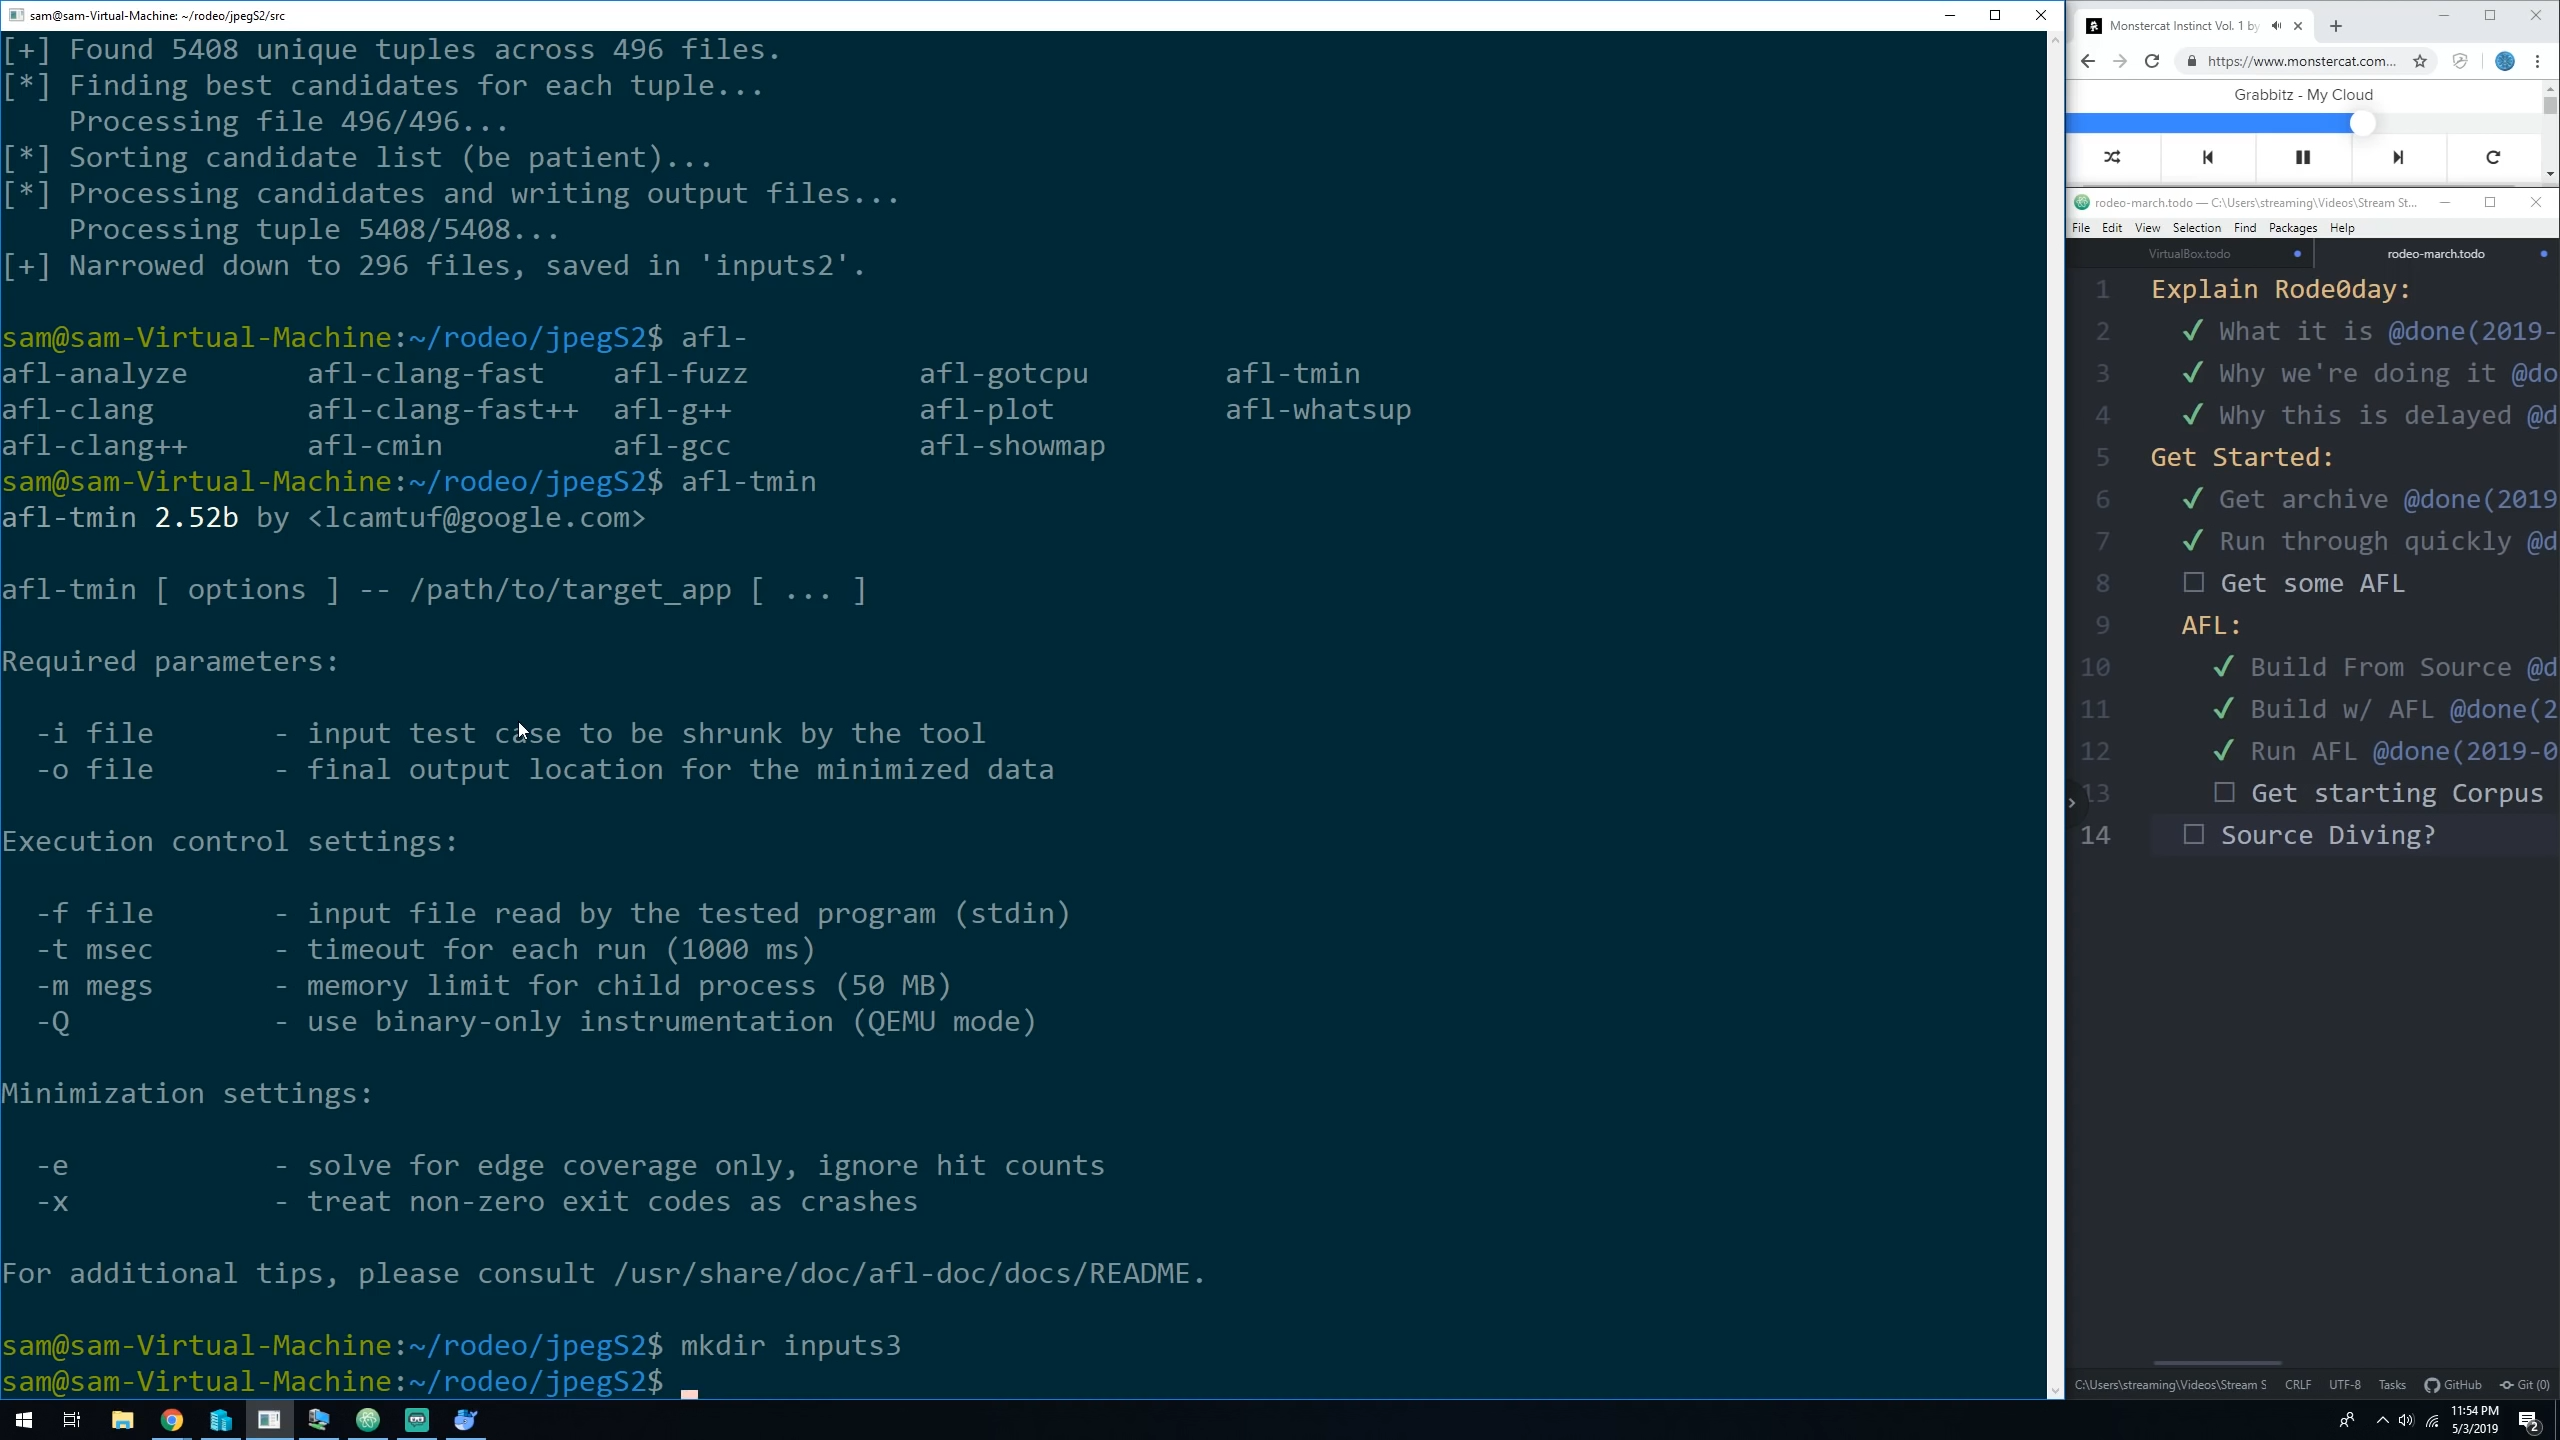 sam@sam-Virtual-Machine: ~/rodeo/jpegS2/src
[+] Found 5408 unique tuples across 496 files.
[*] Finding best candidates for each tuple...
    Processing file 496/496...
[*] Sorting candidate list (be patient)...
[*] Processing candidates and writing output files...
    Processing tuple 5408/5408...
[+] Narrowed down to 296 files, saved in 'inputs2'.
sam@sam-Virtual-Machine:~/rodeo/jpegS2$ afl-
afl-analyze       afl-clang-fast    afl-fuzz          afl-gotcpu        afl-tmin
afl-clang         afl-clang-fast++  afl-g++           afl-plot          afl-whatsup
afl-clang++       afl-cmin          afl-gcc           afl-showmap
sam@sam-Virtual-Machine:~/rodeo/jpegS2$ afl-tmin
afl-tmin 2.52b by <lcamtuf@google.com>
afl-tmin [ options ] -- /path/to/target_app [ ... ]
Required parameters:
  -i file       - input test case to be shrunk by the tool
  -o file       - final output location for the minimized data
Execution control settings:
  -f file       - input file read by the tested program (stdin)
  -t msec       - timeout for each run (1000 ms)
  -m megs       - memory limit for child process (50 MB)
  -Q            - use binary-only instrumentation (QEMU mode)
Minimization settings:
  -e            - solve for edge coverage only, ignore hit counts
  -x            - treat non-zero exit codes as crashes
For additional tips, please consult /usr/share/doc/afl-doc/docs/README.
sam@sam-Virtual-Machine:~/rodeo/jpegS2$ mkdir inputs3
sam@sam-Virtual-Machine:~/rodeo/jpegS2$
Monstercat Instinct Vol. 1 by
https://www.monstercat.com...
Grabbitz - My Cloud
rodeo-march.todo — C:\Users\streaming\Videos\Stream St...
File Edit View Selection Find Packages Help
VirtualBox.todo rodeo-march.todo
1 Explain Rode0day:
2 ✓ What it is @done(2019-
3 ✓ Why we're doing it @do
4 ✓ Why this is delayed @d
5 Get Started:
6 ✓ Get archive @done(2019
7 ✓ Run through quickly @d
8 ☐ Get some AFL
9 AFL:
10 ✓ Build From Source @d
11 ✓ Build w/ AFL @done(2
12 ✓ Run AFL @done(2019-0
13 ☐ Get starting Corpus
14 ☐ Source Diving?
C:\Users\streaming\Videos\Stream S CRLF UTF-8 Tasks GitHub Git (0)
11:54 PM
5/3/2019
2